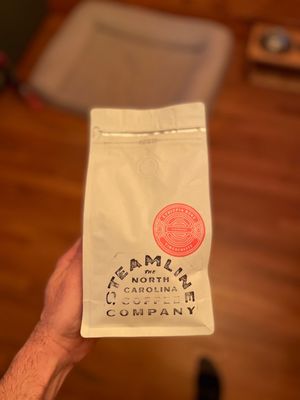 STEAMLINE
THE
NORTH
CAROLINA
COFFEE
COMPANY